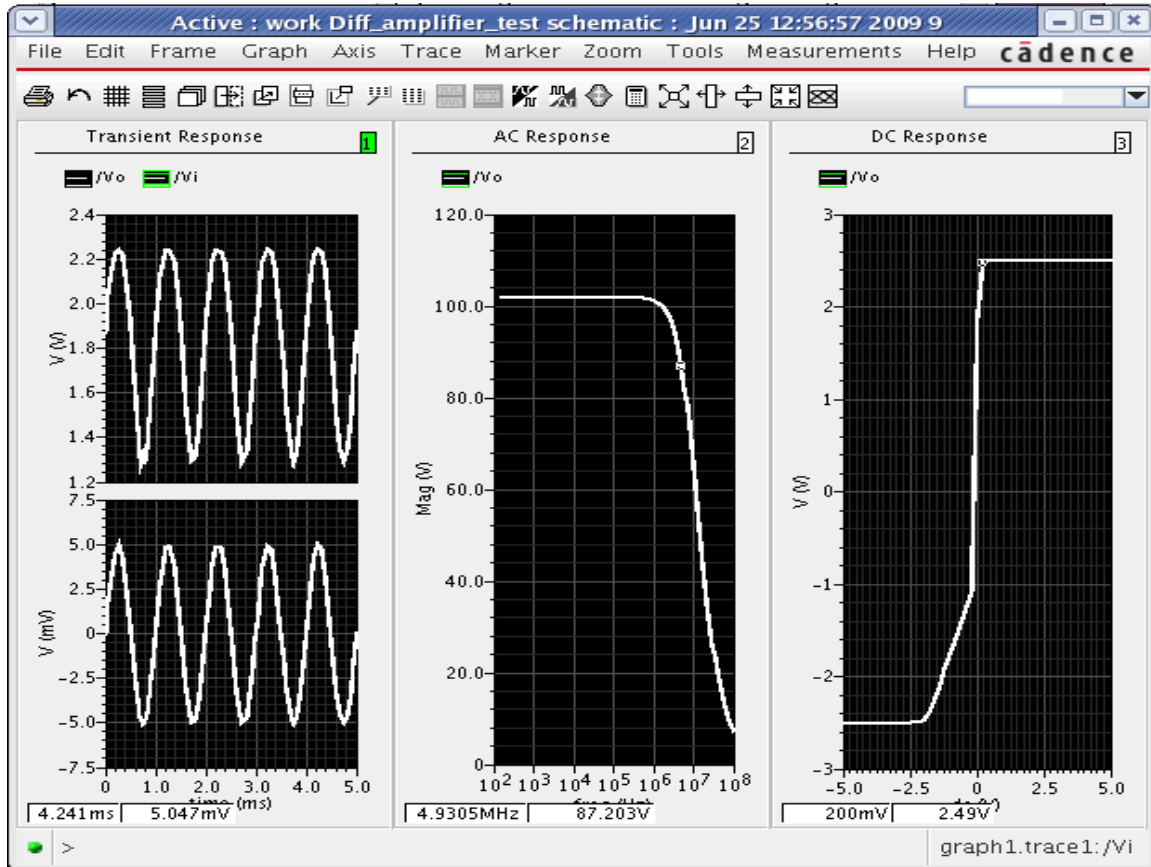 Active : work Diff_amplifier_test schematic : Jun 25 12:56:57 2009 9
File Edit Frame Graph Axis Trace Marker Zoom Tools Measurements Help cādence
Transient Response 1
/Vo /Vi
2.4
2.2
2.0
1.8
1.6
1.4
1.2
V (V)
7.5
5.0
2.5
0
-2.5
-5.0
-7.5
V (mV)
0 1.0 2.0 3.0 4.0 5.0
time (ms)
4.241ms 5.047mV
AC Response 2
/Vo
120.0
100.0
80.0
60.0
40.0
20.0
0
Mag (V)
10² 10³ 10⁴ 10⁵ 10⁶ 10⁷ 10⁸
4.9305MHz 87.203V
DC Response 3
/Vo
3
2
1
0
-1
-2
-3
V (V)
-5.0 -2.5 0 2.5 5.0
200mV 2.49V
> graph1.trace1:/Vi